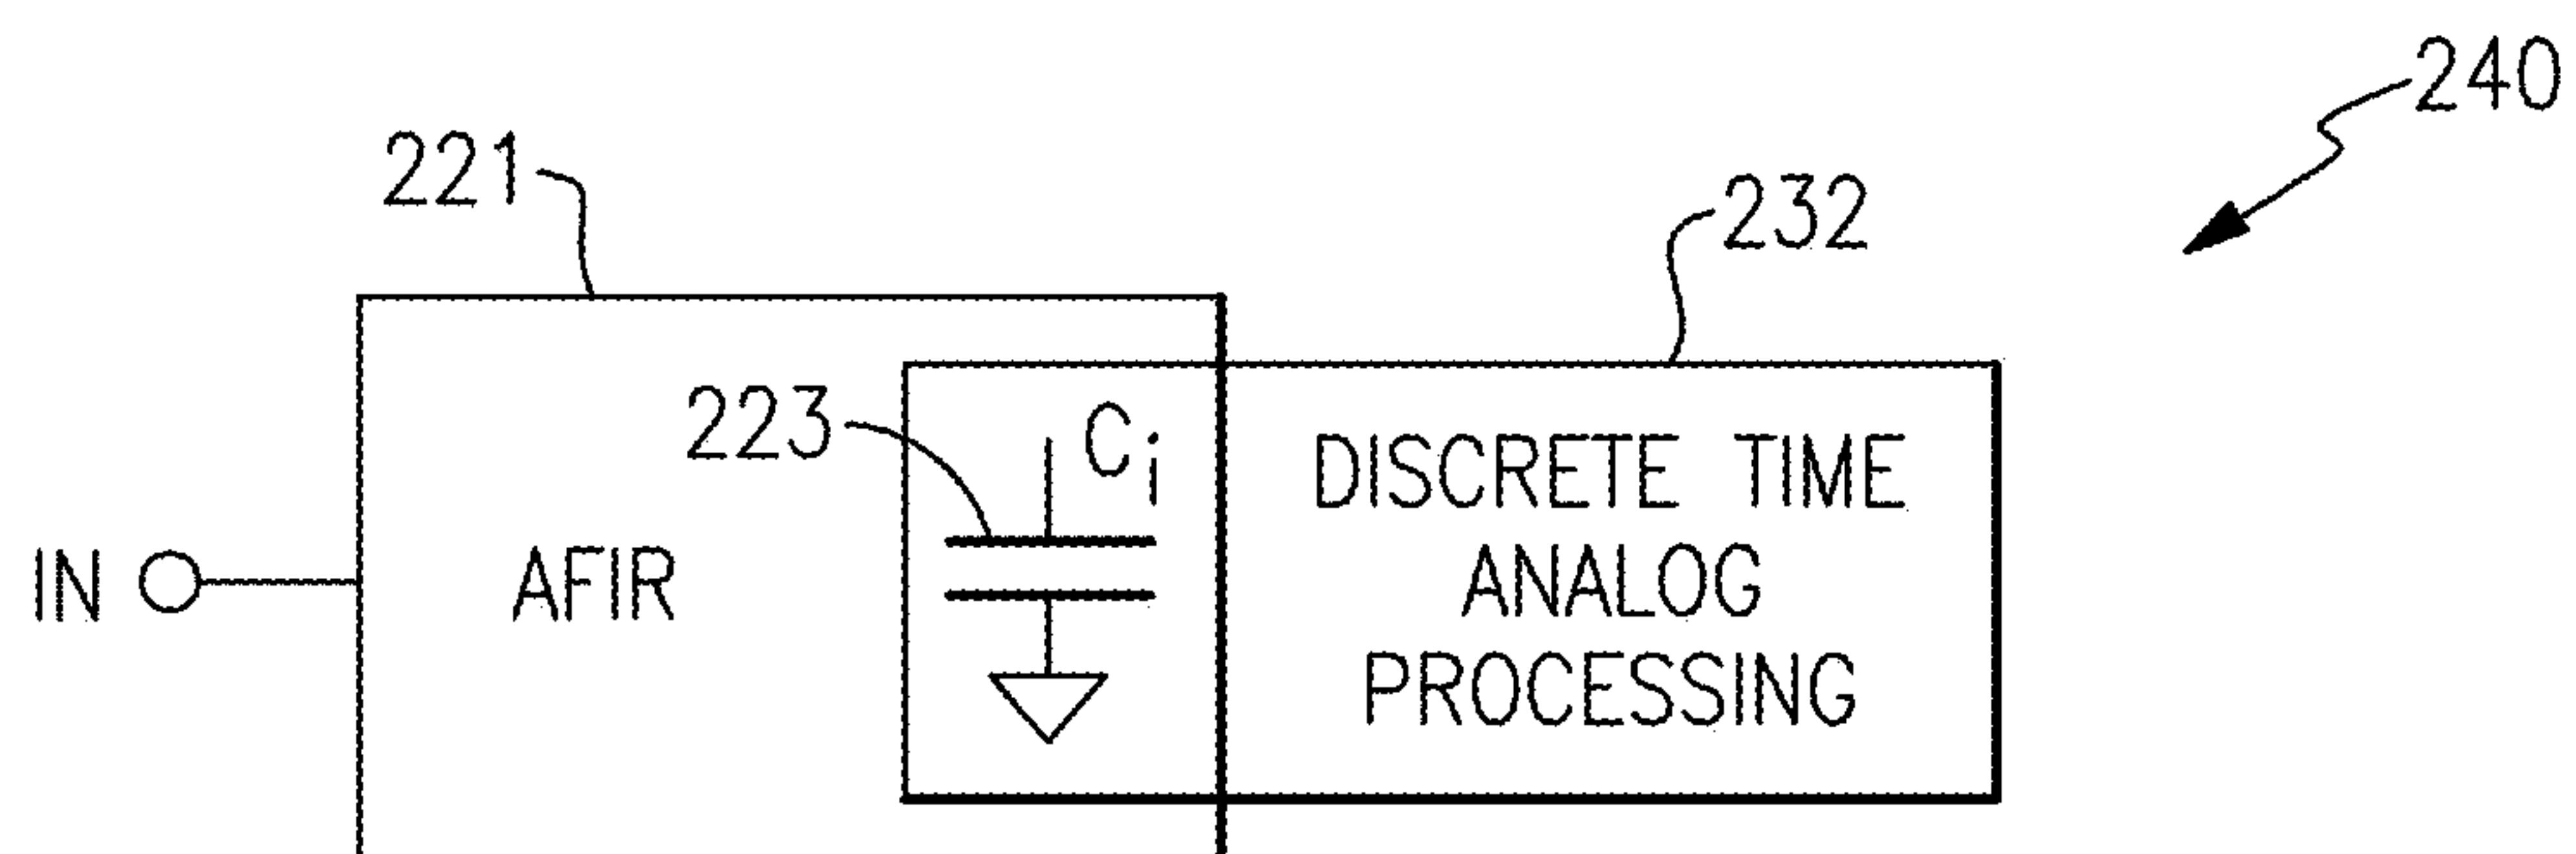 240
221
232
223
Ci
DISCRETE TIME
ANALOG
PROCESSING
IN
AFIR